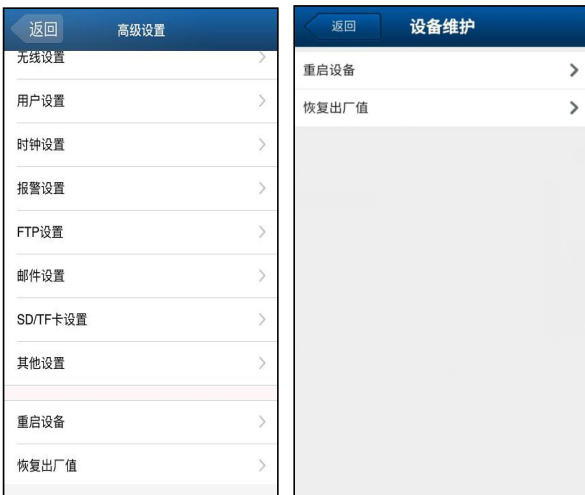 返回
高级设置
无线设置
用户设置
时钟设置
报警设置
FTP设置
邮件设置
SD/TF卡设置
其他设置
重启设备
恢复出厂值
返回
设备维护
重启设备
恢复出厂值